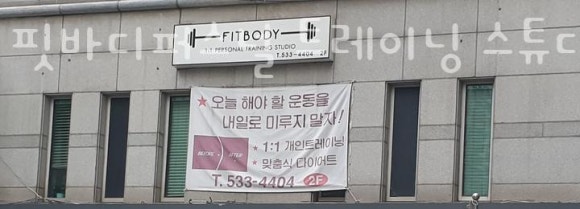 핏바디퍼스널트레이닝 스튜디
FITBODY
1:1 PERSONAL TRAINING STUDIO
T.533-4404 2F
★ 오늘 해야 할 운동을
내일로 미루지 말자!
BEFORE AFTER
* 1:1 개인트레이닝
* 맞춤식 다이어트
T. 533-4404 2F